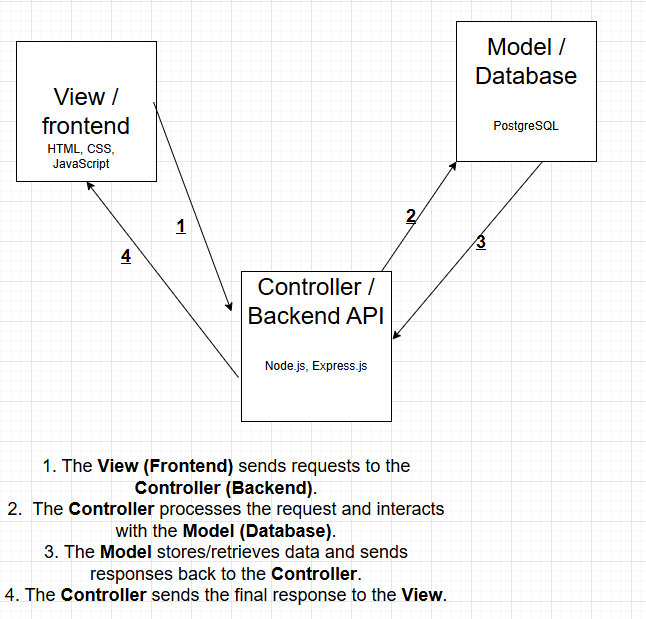 View /
frontend
HTML, CSS,
JavaScript
Model /
Database
PostgreSQL
1
2
3
4
Controller /
Backend API
Node.js, Express.js
1. The View (Frontend) sends requests to the
Controller (Backend).
2. The Controller processes the request and interacts
with the Model (Database).
3. The Model stores/retrieves data and sends
responses back to the Controller.
4. The Controller sends the final response to the View.